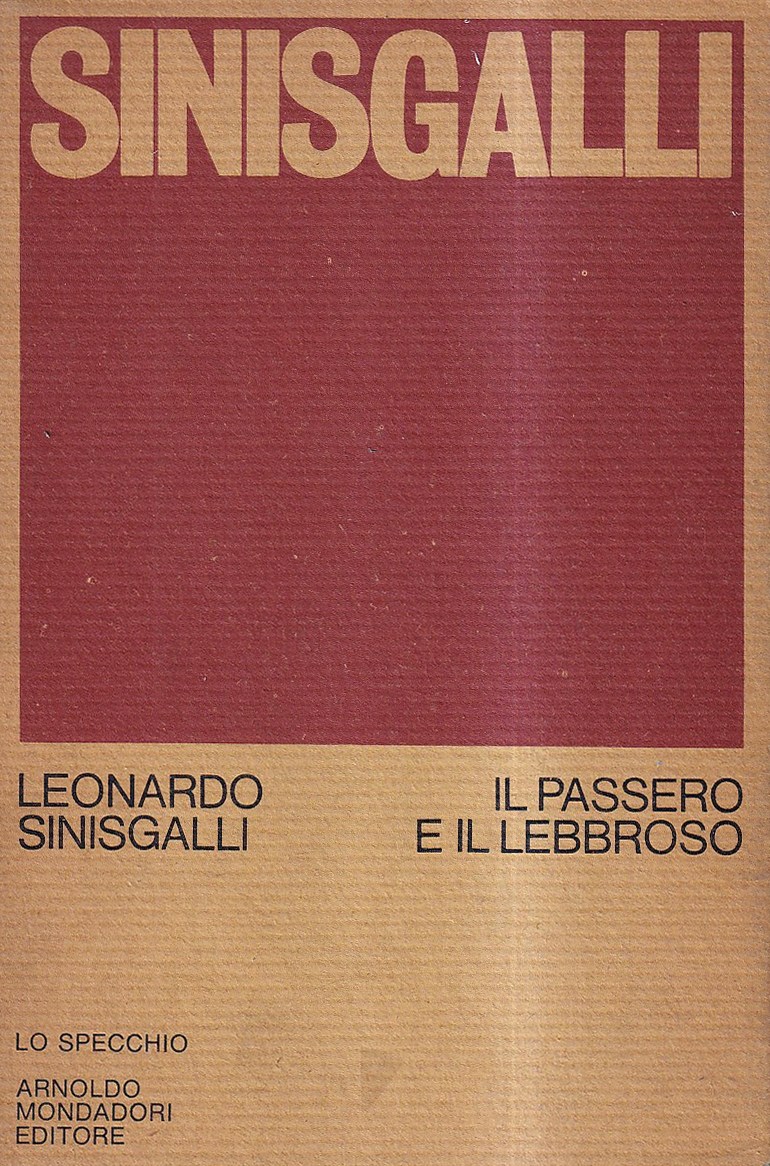 SINISGALLI
LEONARDO
SINISGALLI
IL PASSERO
E IL LEBBROSO
LO SPECCHIO
ARNOLDO
MONDADORI
EDITORE